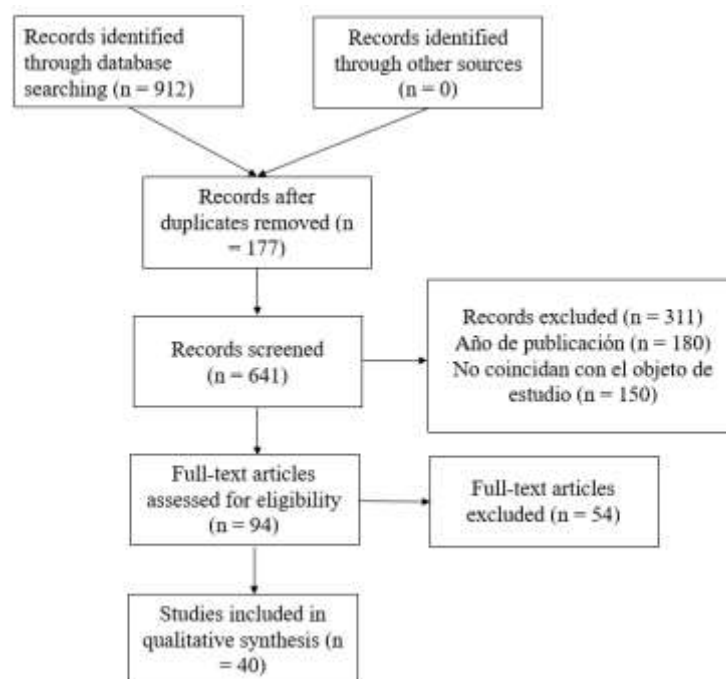 Records identified
through database
searching (n = 912)
Records identified
through other sources
(n = 0)
Records after
duplicates removed (n
= 177)
Records screened
(n = 641)
Records excluded (n = 311)
Año de publicación (n = 180)
No coincidan con el objeto de
estudio (n = 150)
Full-text articles
assessed for eligibility
(n = 94)
Full-text articles
excluded (n = 54)
Studies included in
qualitative synthesis (n
= 40)